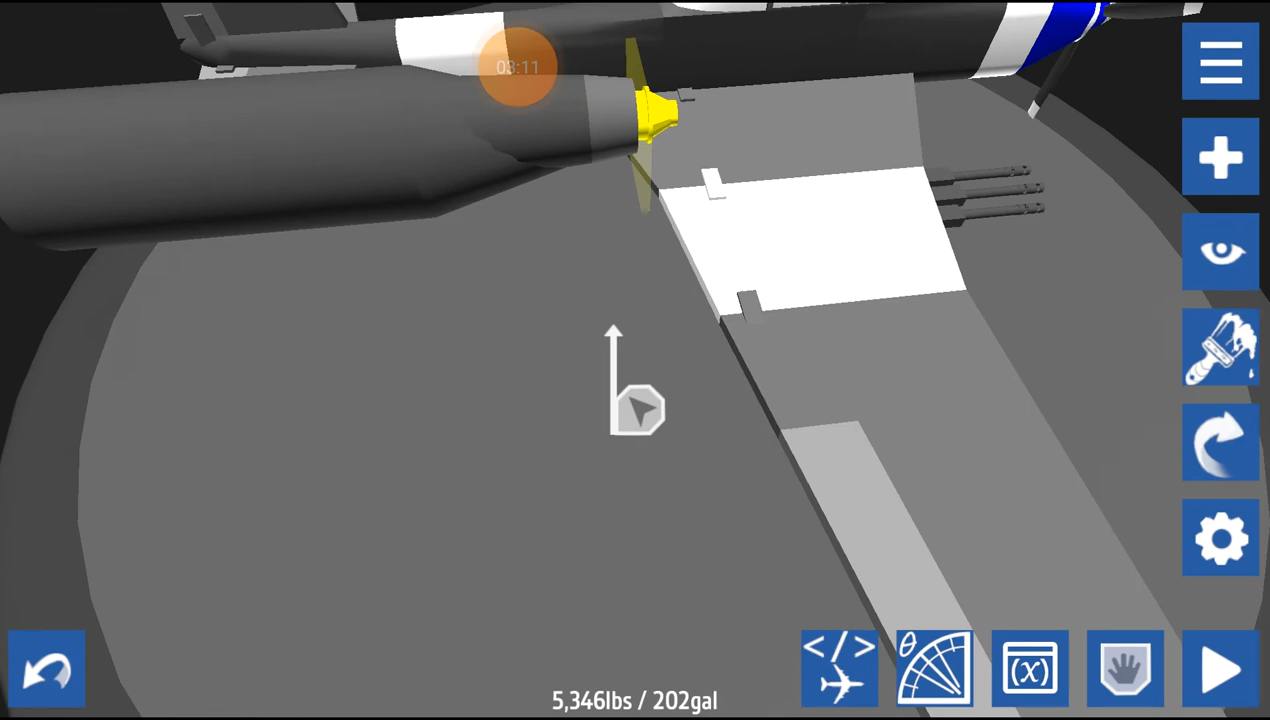 03:11
</>
θ
(x)
5,346lbs / 202gal